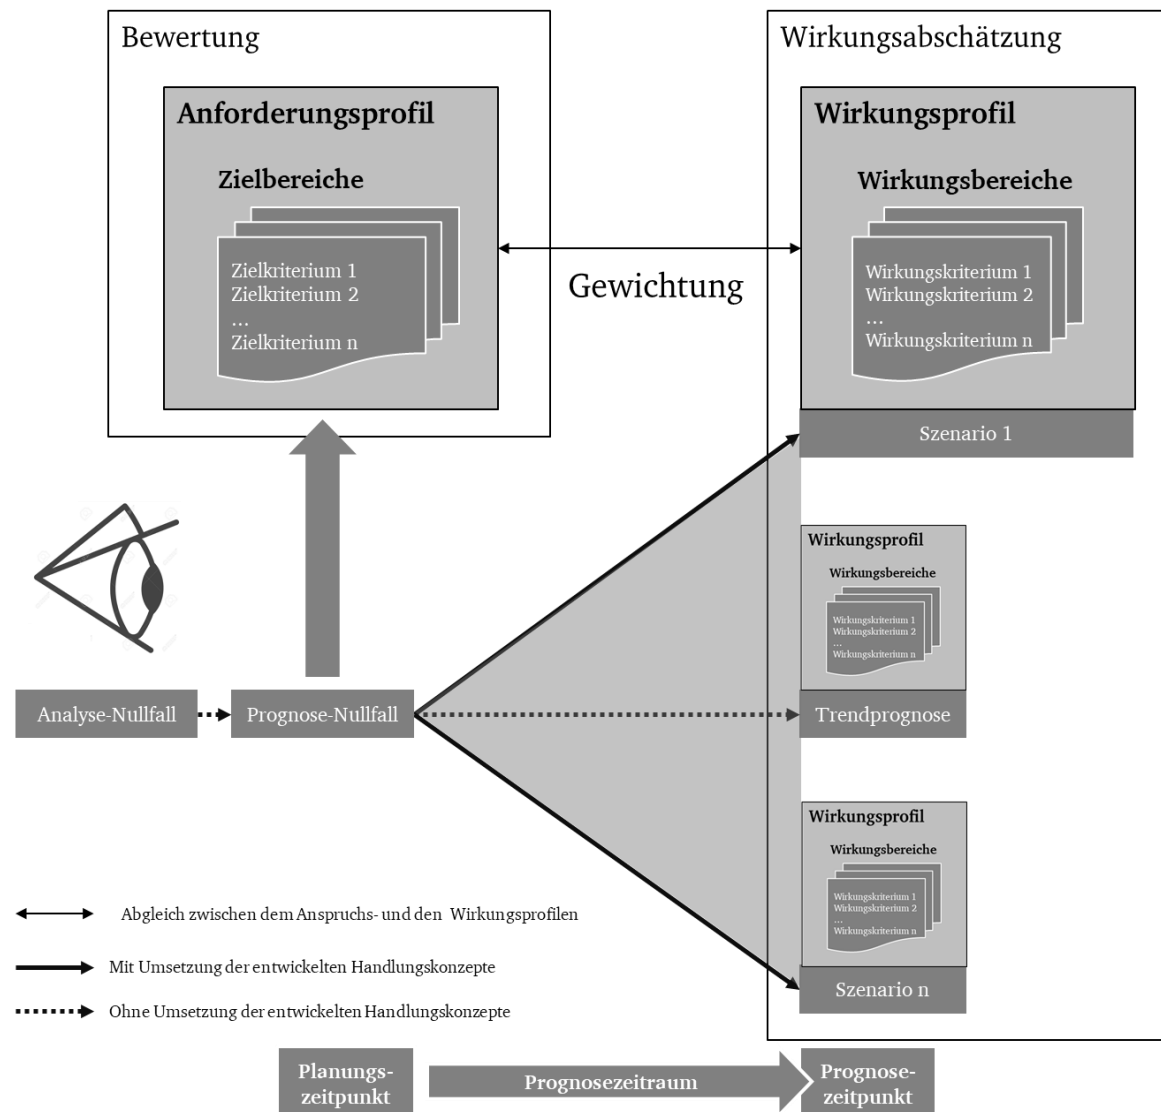 Bewertung
Anforderungsprofil
Zielbereiche
Zielkriterium 1
Zielkriterium 2
...
Zielkriterium n
Gewichtung
Wirkungsabschätzung
Wirkungsprofil
Wirkungsbereiche
Wirkungskriterium 1
Wirkungskriterium 2
...
Wirkungskriterium n
Szenario 1
Wirkungsprofil
Wirkungsbereiche
Wirkungskriterium 1
Wirkungskriterium 2
...
Wirkungskriterium n
Trendprognose
Analyse-Nullfall
Prognose-Nullfall
Wirkungsprofil
Wirkungsbereiche
Wirkungskriterium 1
Wirkungskriterium 2
...
Wirkungskriterium n
Szenario n
Abgleich zwischen dem Anspruchs- und den Wirkungsprofilen
Mit Umsetzung der entwickelten Handlungskonzepte
Ohne Umsetzung der entwickelten Handlungskonzepte
Planungs-
zeitpunkt
Prognosezeitraum
Prognose-
zeitpunkt